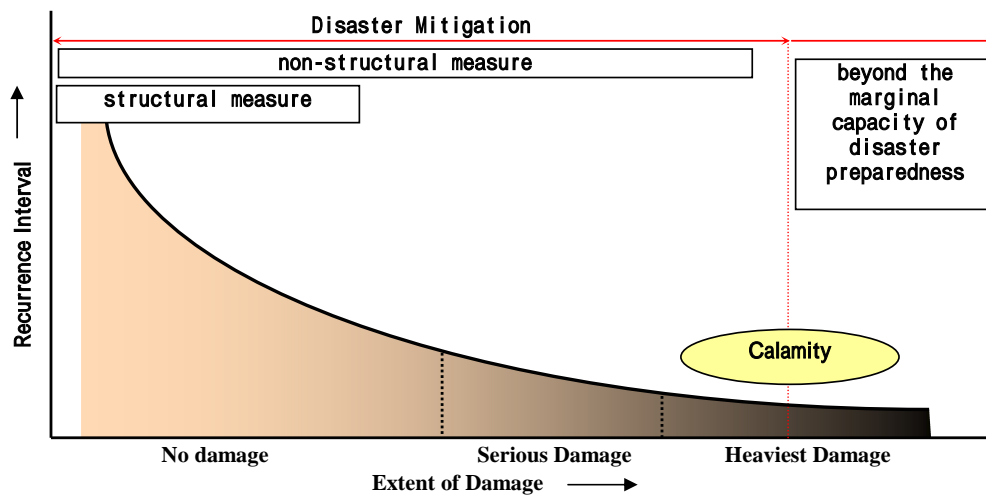 Disaster Mitigation
non-structural measure
structural measure
beyond the
marginal
capacity of
disaster
preparedness
Recurrence Interval
Calamity
No damage
Serious Damage
Heaviest Damage
Extent of Damage